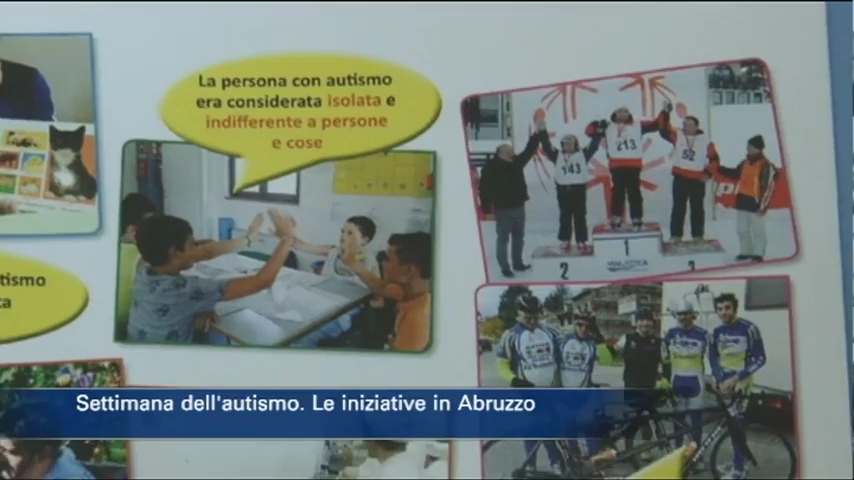 La persona con autismo
era considerata isolata e
indifferente a persone
e cose
143
213
52
2
1
3
tismo
ta
Settimana dell'autismo. Le iniziative in Abruzzo